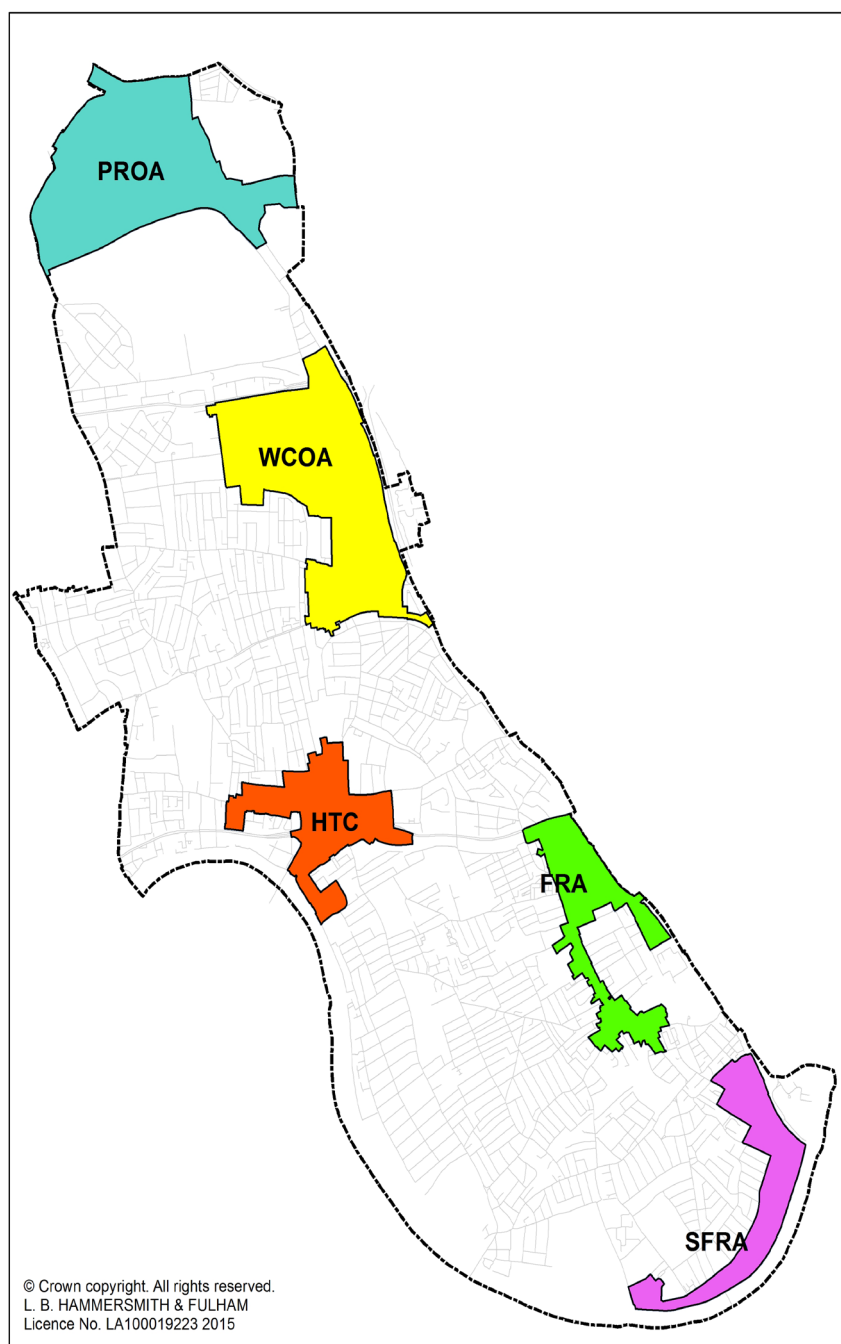 PROA
WCOA
HTC
FRA
SFRA
© Crown copyright. All rights reserved.
L. B. HAMMERSMITH & FULHAM
Licence No. LA100019223 2015